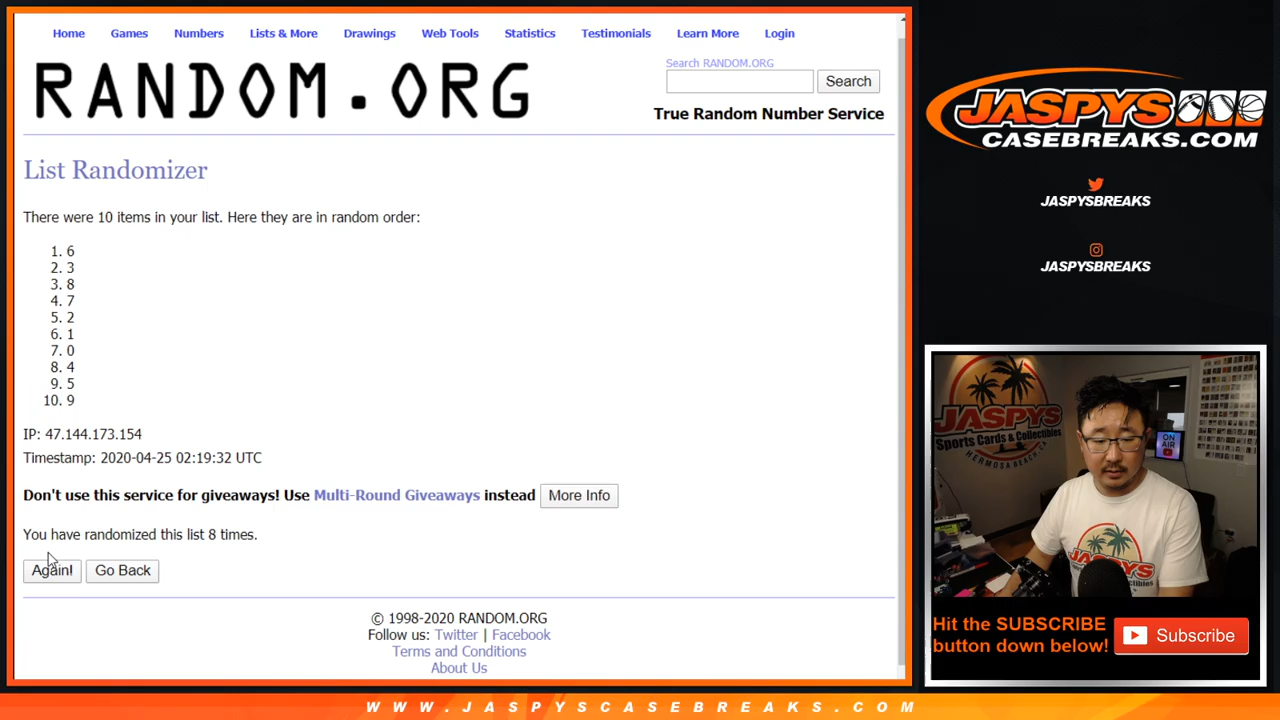 Home Games Numbers Lists & More Drawings Web Tools Statistics Testimonials Learn More Login
RANDOM.ORG
Search RANDOM.ORG
Search
True Random Number Service
List Randomizer
There were 10 items in your list. Here they are in random order:
1. 6
2. 3
3. 8
4. 7
5. 2
6. 1
7. 0
8. 4
9. 5
10. 9
IP: 47.144.173.154
Timestamp: 2020-04-25 02:19:32 UTC
Don't use this service for giveaways! Use Multi-Round Giveaways instead More Info
You have randomized this list 8 times.
Again! Go Back
© 1998-2020 RANDOM.ORG
Follow us: Twitter | Facebook
Terms and Conditions
About Us
JASPYS
CASEBREAKS.COM
JASPYSBREAKS
JASPYSBREAKS
JASPYS
Sports Cards & Collectibles
HERMOSA BEACH, CA
ON AIR
JASPYS
Hit the SUBSCRIBE
button down below!
Subscribe
WWW.JASPYSCASEBREAKS.COM